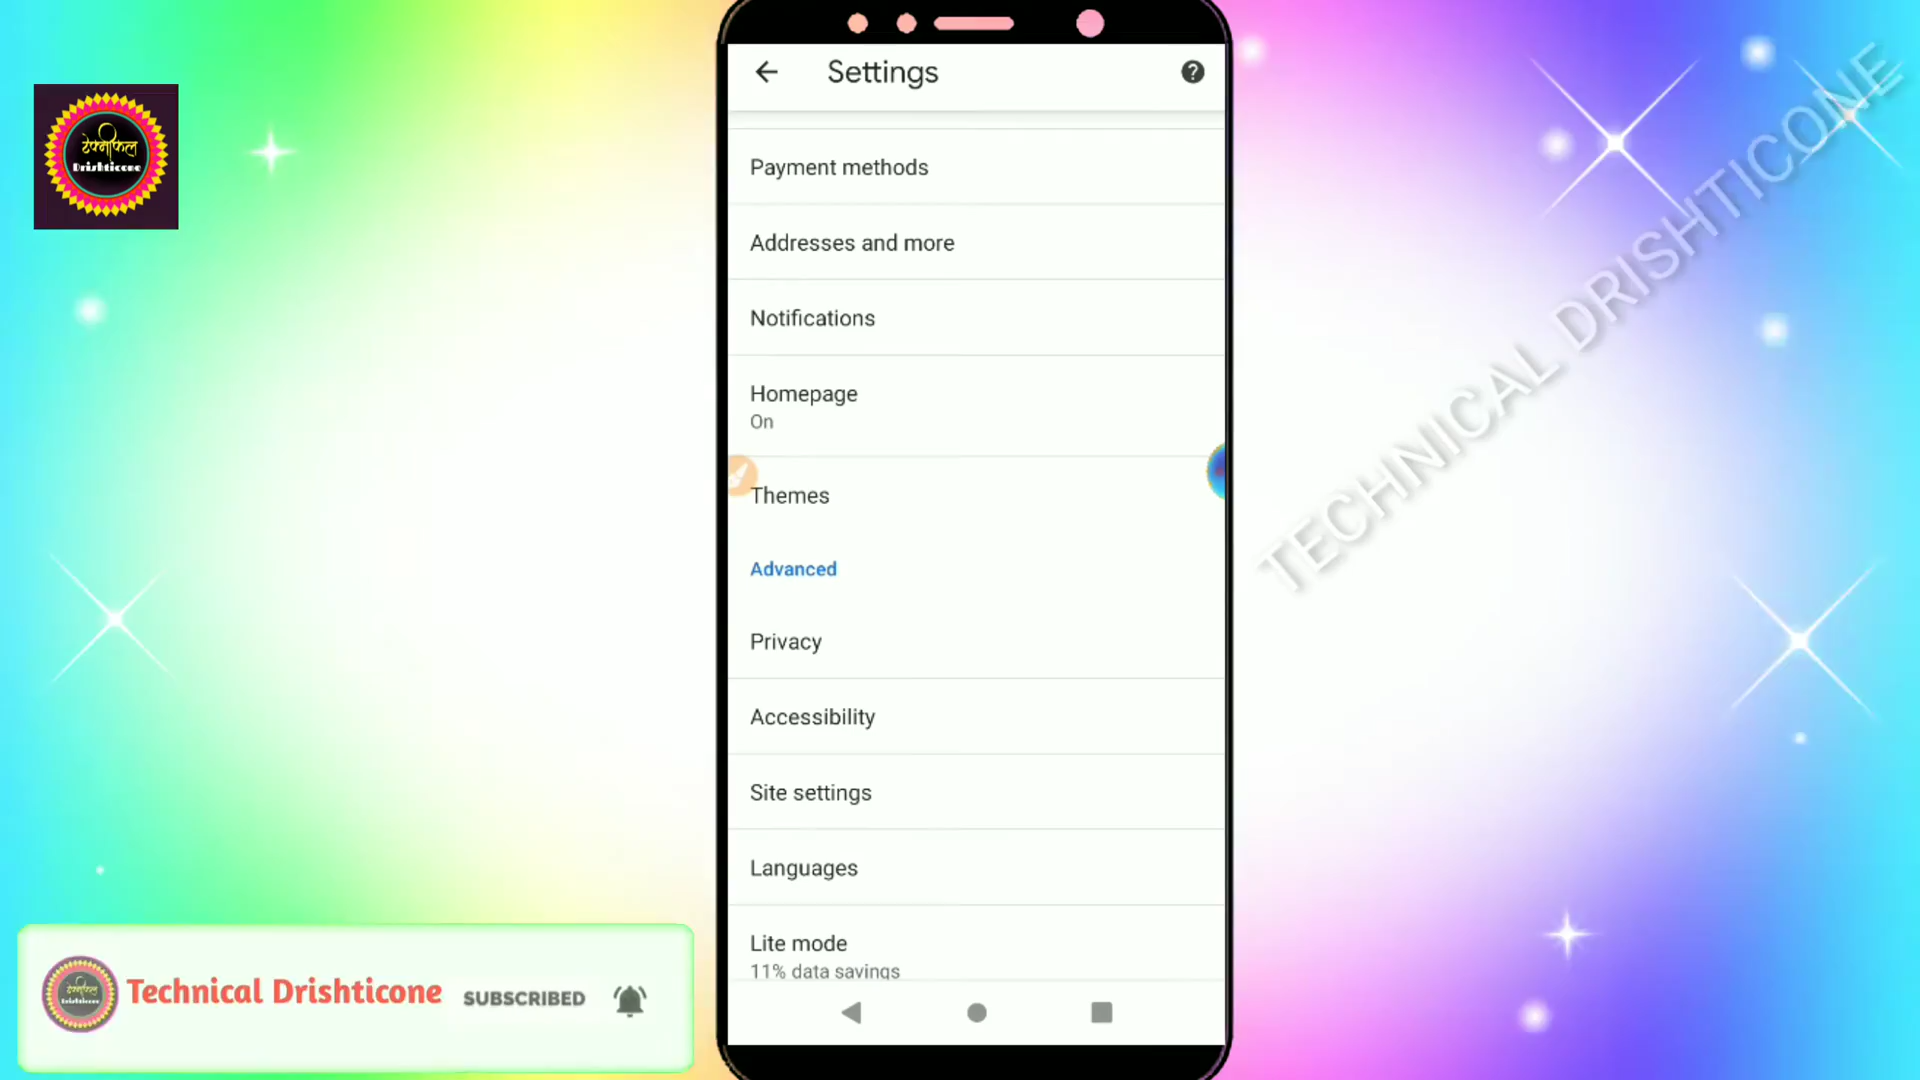 Settings
Payment methods
Addresses and more
Notifications
Homepage
On
Themes
Advanced
Privacy
Accessibility
Site settings
Languages
Lite mode
11% data savings
Drishticone
TECHNICAL DRISHTICONE
Technical Drishticone
SUBSCRIBED